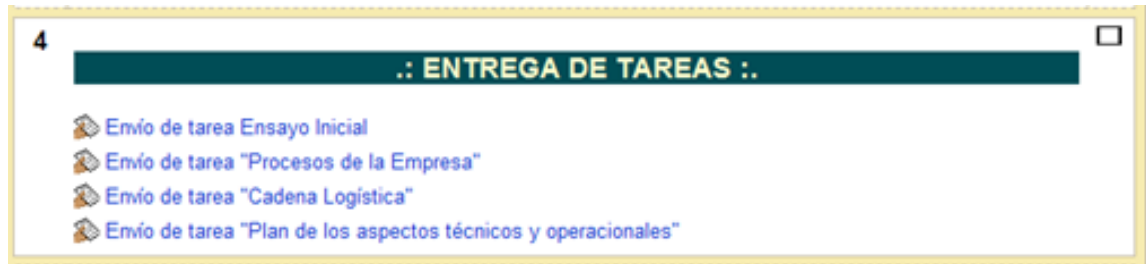 4
.: ENTREGA DE TAREAS :.
Envío de tarea Ensayo Inicial
Envío de tarea "Procesos de la Empresa"
Envío de tarea "Cadena Logística"
Envío de tarea "Plan de los aspectos técnicos y operacionales"